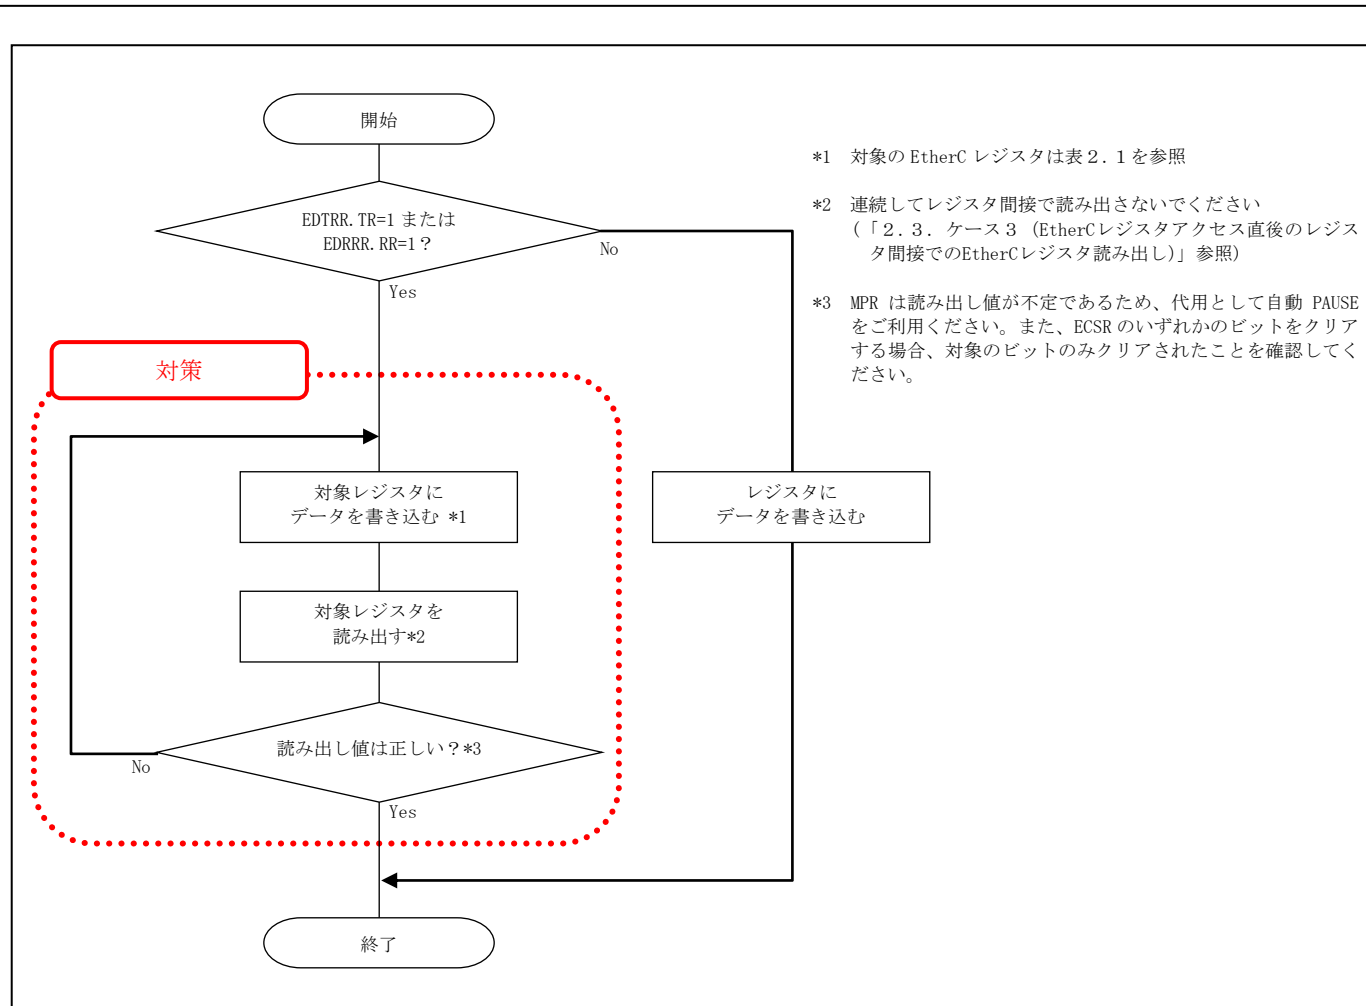 開始
EDTRR.TR=1 または
EDRRR.RR=1？
No
Yes
対策
対象レジスタに
データを書き込む *1
レジスタに
データを書き込む
対象レジスタを
読み出す*2
読み出し値は正しい？*3
No
Yes
終了
*1 対象の EtherC レジスタは表２.１を参照
*2 連続してレジスタ間接で読み出さないでください
(「２.３. ケース３ (EtherCレジスタアクセス直後のレジス
タ間接でのEtherCレジスタ読み出し)」参照)
*3 MPR は読み出し値が不定であるため、代用として自動 PAUSE
をご利用ください。また、ECSR のいずれかのビットをクリア
する場合、対象のビットのみクリアされたことを確認してく
ださい。